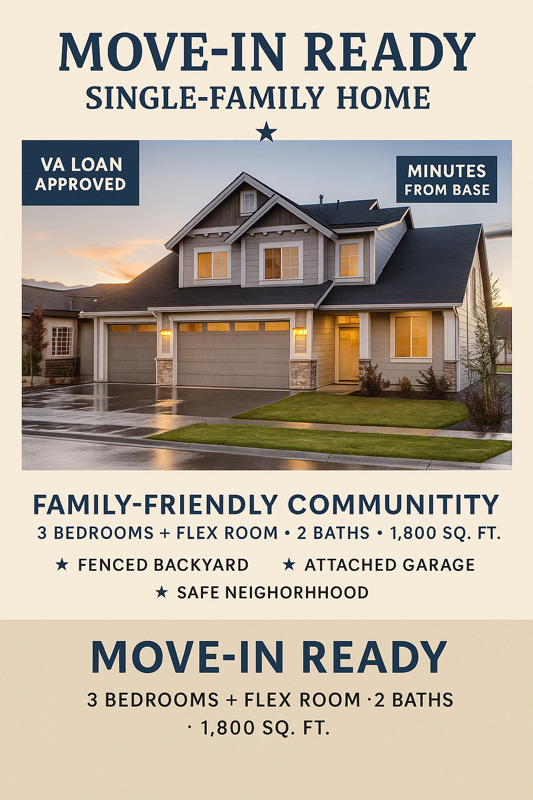 MOVE-IN READY
SINGLE-FAMILY HOME
VA LOAN
APPROVED
MINUTES
FROM BASE
FAMILY-FRIENDLY COMMUNITITY
3 BEDROOMS + FLEX ROOM • 2 BATHS • 1,800 SQ. FT.
★ FENCED BACKYARD ★ ATTACHED GARAGE
★ SAFE NEIGHORHHOOD
MOVE-IN READY
3 BEDROOMS + FLEX ROOM · 2 BATHS
· 1,800 SQ. FT.